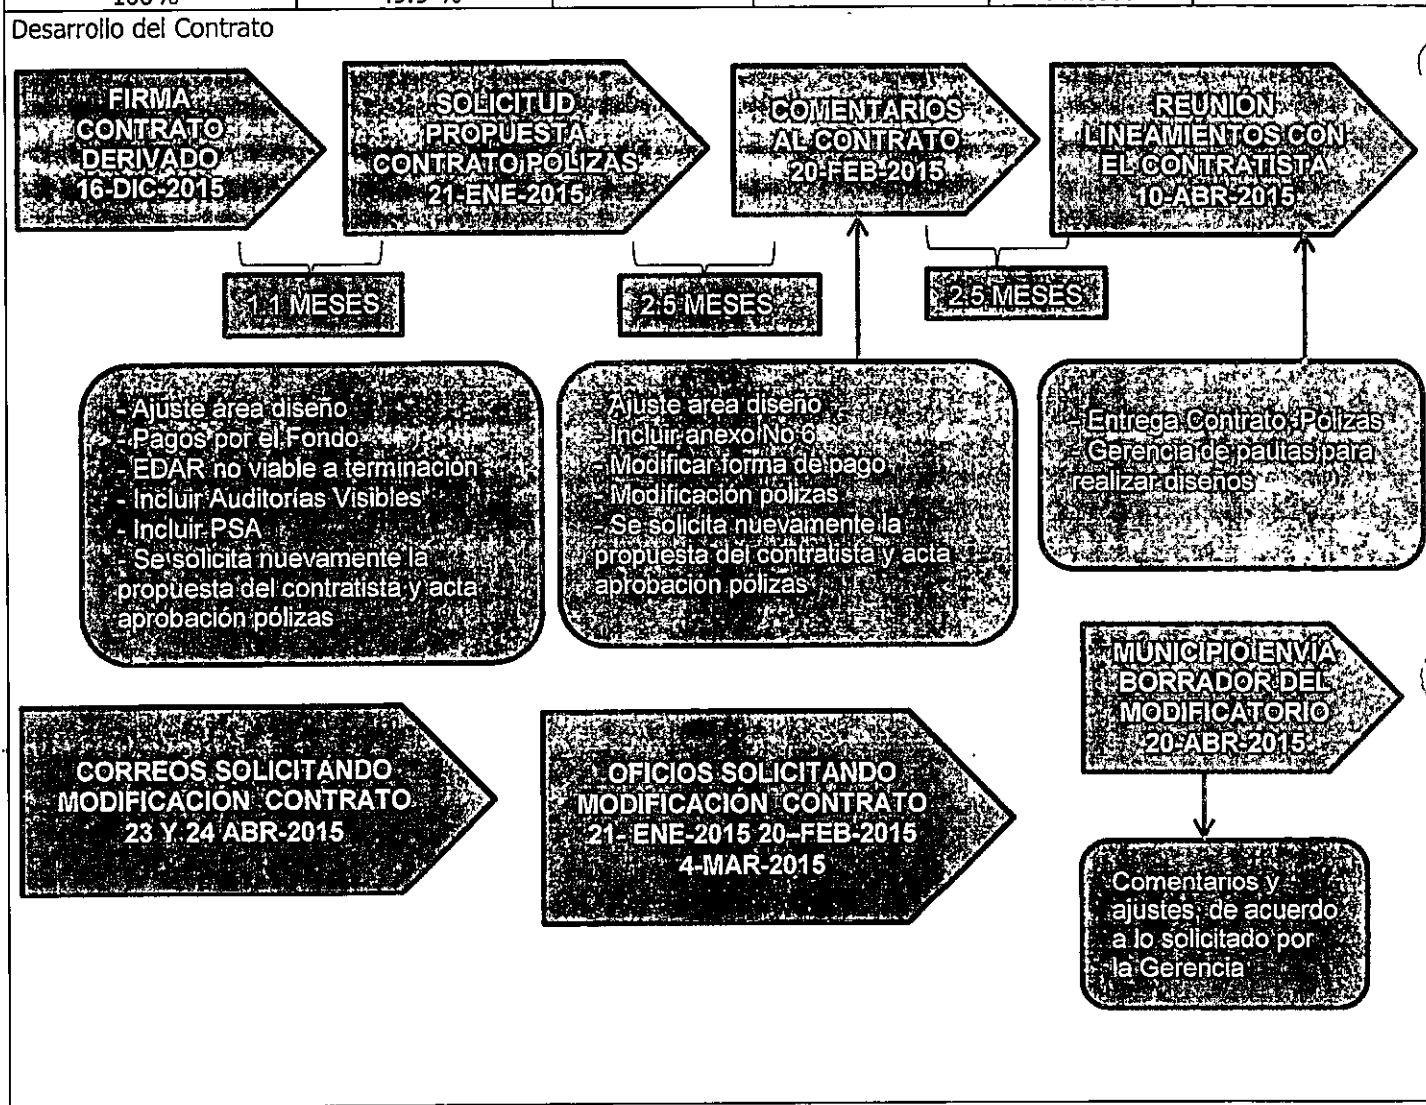 Desarrollo del Contrato
FIRMA
CONTRATO
DERIVADO
16-DIC-2015
SOLICITUD
PROPUESTA
CONTRATO POLIZAS
21-ENE-2015
COMENTARIOS
AL CONTRATO
20-FEB-2015
REUNIÓN
LINEAMIENTOS CON
EL CONTRATISTA
10-ABR-2015
1.1 MESES
2.5 MESES
2.5 MESES
- Ajuste area diseño
- Pagos por el Fondo
- EDAR no viable a terminación
- Incluir Auditorías Visibles
- Incluir PSA
- Se solicita nuevamente la
propuesta del contratista y acta
aprobación pólizas
- Ajuste area diseño
- Incluir anexo No 6
- Modificar forma de pago
- Modificación polizas
- Se solicita nuevamente la
propuesta del contratista y acta
aprobación pólizas
- Entrega Contrato, Polizas
- Gerencia de pautas para
realizar diseños
MUNICIPIO ENVIA
BORRADOR DEL
MODIFICATORIO
20-ABR-2015
CORREOS SOLICITANDO
MODIFICACIÓN CONTRATO
23 Y 24 ABR-2015
OFICIOS SOLICITANDO
MODIFICACIÓN CONTRATO
21- ENE-2015 20–FEB-2015
4-MAR-2015
Comentarios y
ajustes, de acuerdo
a lo solicitado por
la Gerencia